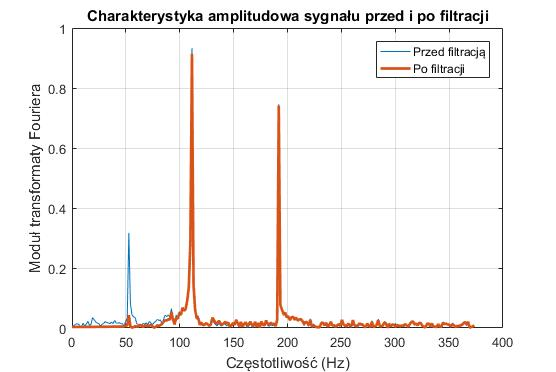 Charakterystyka amplitudowa sygnału przed i po filtracji
Przed filtracją
Po filtracji
Moduł transformaty Fouriera
1
0.8
0.6
0.4
0.2
0
0 50 100 150 200 250 300 350 400
Częstotliwość (Hz)